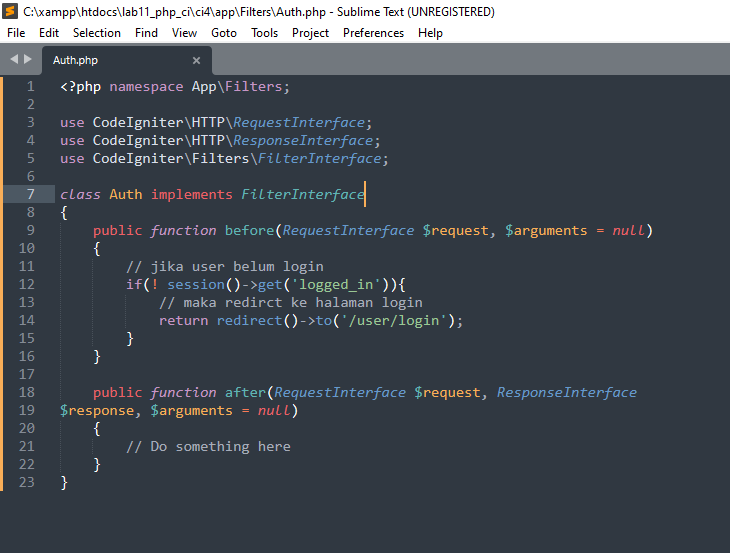 C:\xampp\htdocs\lab11_php_ci\ci4\app\Filters\Auth.php - Sublime Text (UNREGISTERED)
File Edit Selection Find View Goto Tools Project Preferences Help
Auth.php ×
1 <?php namespace App\Filters;
2
3 use CodeIgniter\HTTP\RequestInterface;
4 use CodeIgniter\HTTP\ResponseInterface;
5 use CodeIgniter\Filters\FilterInterface;
6
7 class Auth implements FilterInterface
8 {
9     public function before(RequestInterface $request, $arguments = null)
10     {
11         // jika user belum login
12         if(! session()->get('logged_in')){
13             // maka redirct ke halaman login
14             return redirect()->to('/user/login');
15         }
16     }
17
18     public function after(RequestInterface $request, ResponseInterface
19 $response, $arguments = null)
20     {
21         // Do something here
22     }
23 }